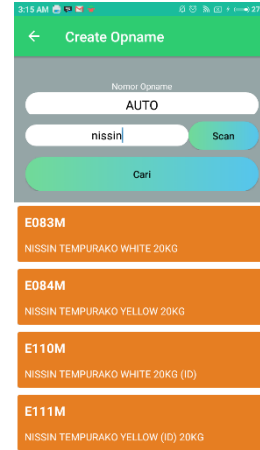 3:15 AM
27
Create Opname
Nomor Opname
AUTO
nissin
Scan
Cari
E083M
NISSIN TEMPURAKO WHITE 20KG
E084M
NISSIN TEMPURAKO YELLOW 20KG
E110M
NISSIN TEMPURAKO WHITE 20KG (ID)
E111M
NISSIN TEMPURAKO YELLOW (ID) 20KG